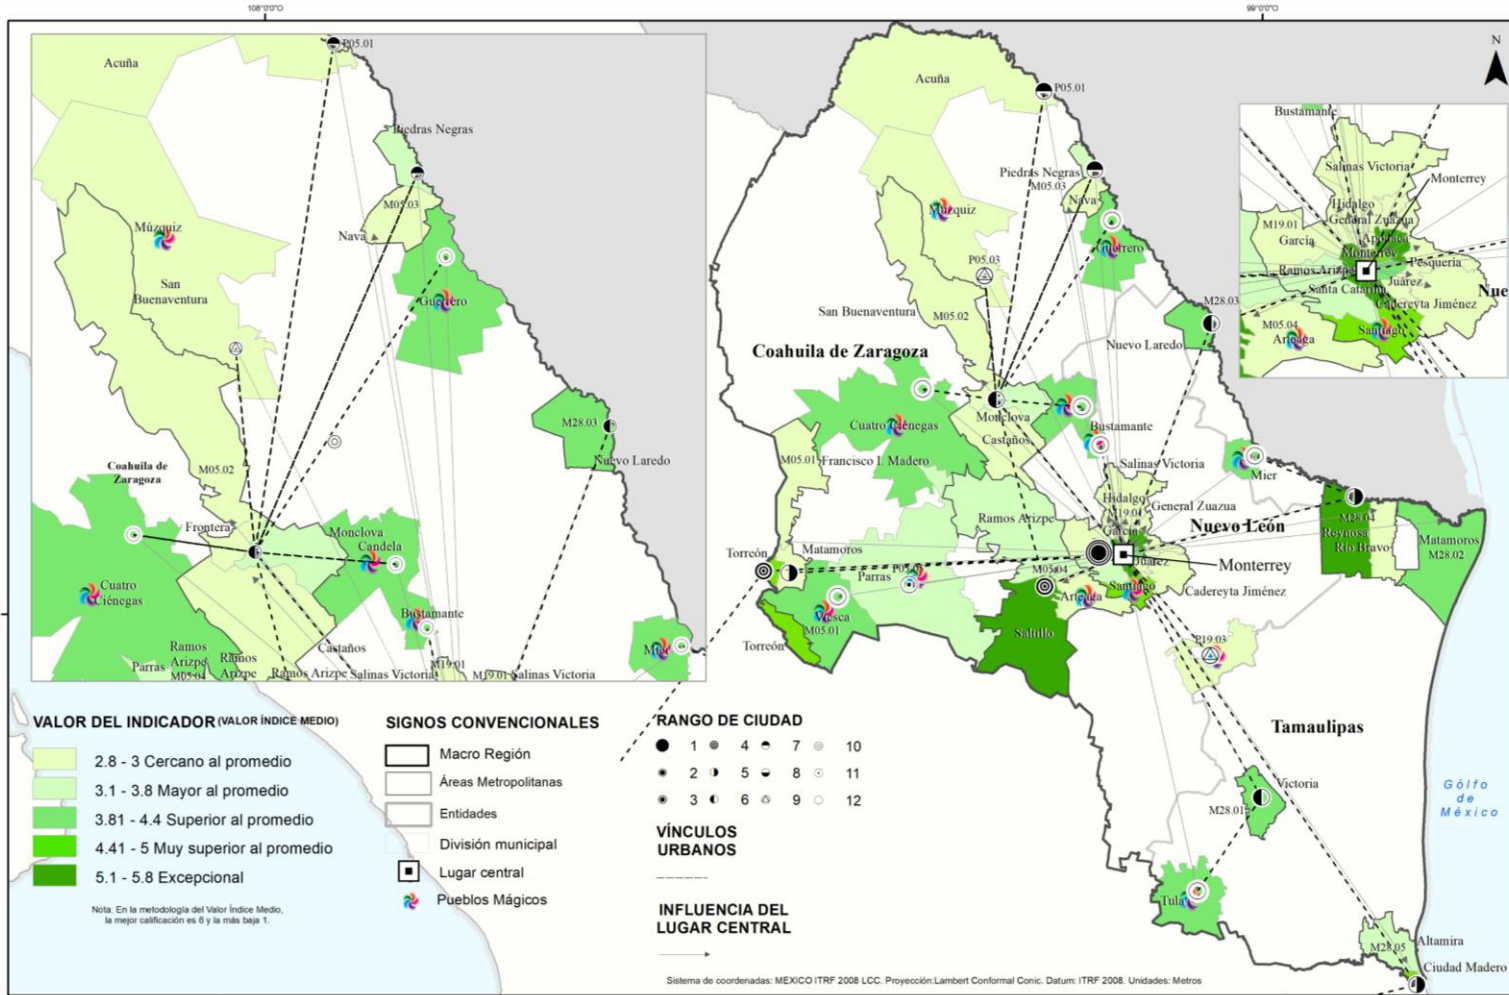 108°0'0"O
99°0'0"O
P05.01
Acuña
Piedras Negras
M05.03
Múzquiz
Nava
San
Buenaventura
Guerrero
M28.03
Nuevo Laredo
M05.02
Coahuila de
Zaragoza
Frontera
Monclova
Candela
Cuatro
Ciénegas
Bustamante
Castaños
Ramos
Arizpe
Parras
M05.04
Ramos
Arizpe
Ramos Arizpe
Salinas Victoria
M19.01
M19.01
Salinas Victoria
Mier
Acuña
P05.01
Piedras Negras
M05.03
Nava
Múzquiz
Guerrero
P05.03
San Buenaventura
M05.02
M28.03
Nuevo Laredo
Coahuila de Zaragoza
Monclova
Cuatro Ciénegas
Castaños
Bustamante
M05.01
Francisco I. Madero
Salinas Victoria
Mier
Hidalgo
M19.01
General Zuazua
Ramos Arizpe
García
Nuevo León
M28.04
Reynosa
Río Bravo
Matamoros
M28.02
Torreón
Matamoros
Parras
M05.04
Juárez
Monterrey
Viesca
M05.01
Arteaga
Santiago
Cadereyta Jiménez
Saltillo
Torreón
P19.03
Tamaulipas
Victoria
M28.01
Tula
M28.05
Altamira
Ciudad Madero
Gólfo
de
México
N
Bustamante
Salinas Victoria
Monterrey
Hidalgo
General Zuazua
M19.01
García
Apodaca
Monterrey
Pesquería
Ramos Arizpe
Juárez
Santa Catarina
Cadereyta Jiménez
Nue
M05.04
Arteaga
Santiago
VALOR DEL INDICADOR (VALOR ÍNDICE MEDIO)
2.8 - 3 Cercano al promedio
3.1 - 3.8 Mayor al promedio
3.81 - 4.4 Superior al promedio
4.41 - 5 Muy superior al promedio
5.1 - 5.8 Excepcional
Nota: En la metodología del Valor Índice Medio,
la mejor calificación es 6 y la más baja 1.
SIGNOS CONVENCIONALES
Macro Región
Áreas Metropolitanas
Entidades
División municipal
Lugar central
Pueblos Mágicos
RANGO DE CIUDAD
1 4 7 10
2 5 8 11
3 6 9 12
VÍNCULOS
URBANOS
INFLUENCIA DEL
LUGAR CENTRAL
Sistema de coordenadas: MEXICO ITRF 2008 LCC. Proyección:Lambert Conformal Conic. Datum: ITRF 2008. Unidades: Metros